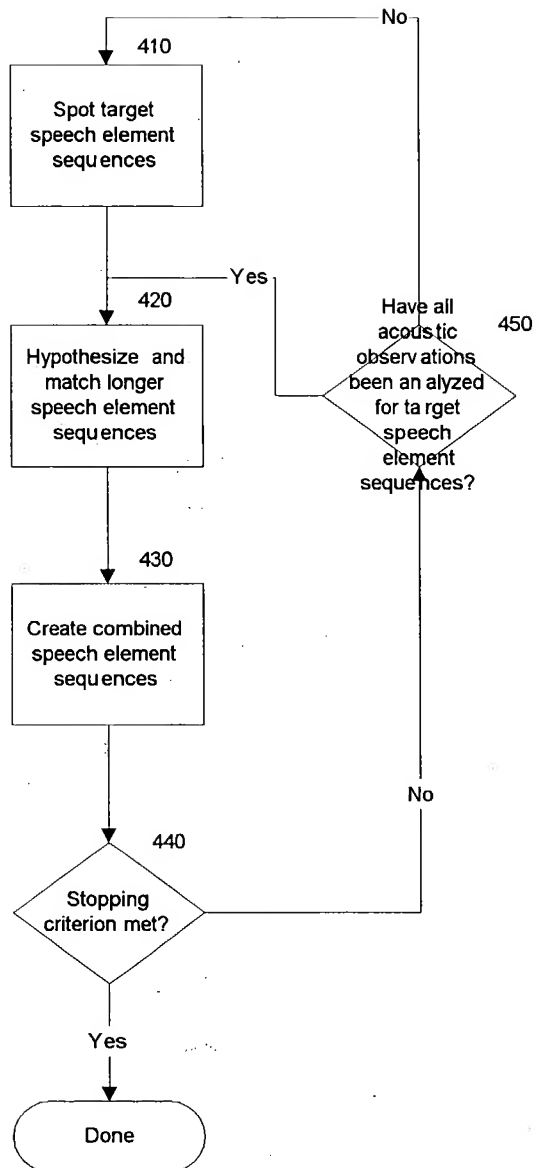 No
410
Spot target
speech element
sequences
Yes
420
Hypothesize and
match longer
speech element
sequences
Have all
acoustic
observations
been analyzed
for target
speech
element
sequences?
450
430
Create combined
speech element
sequences
No
440
Stopping
criterion met?
Yes
Done